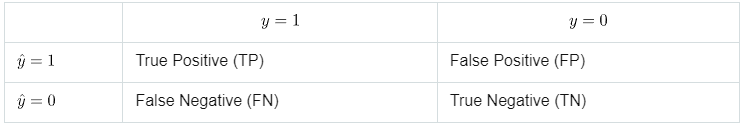 y = 1 y = 0
ŷ = 1 True Positive (TP) False Positive (FP)
ŷ = 0 False Negative (FN) True Negative (TN)